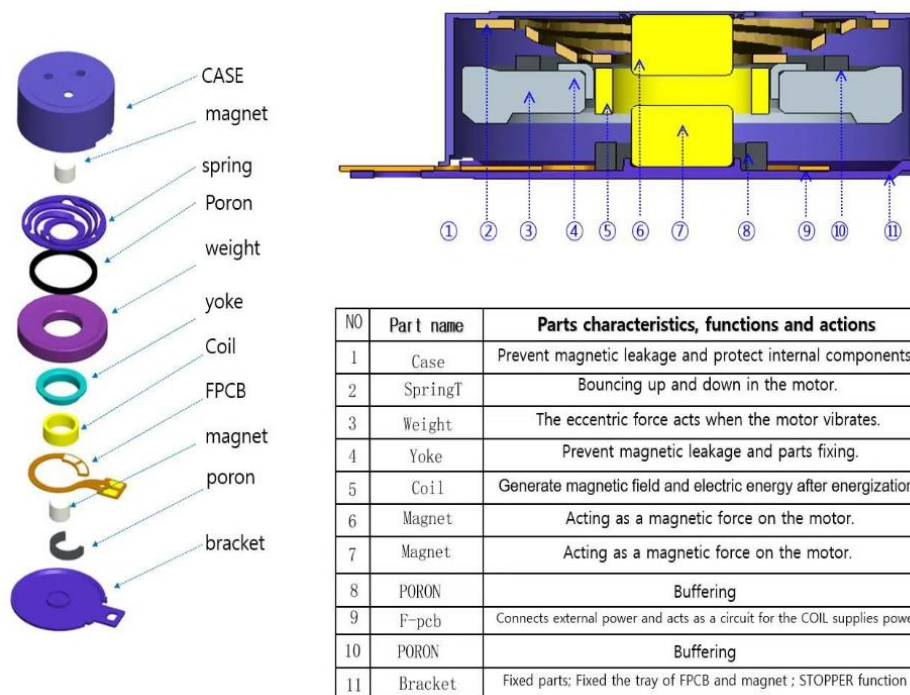 CASE
magnet
spring
Poron
weight
yoke
Coil
FPCB
magnet
poron
bracket
① ② ③ ④ ⑤ ⑥ ⑦ ⑧ ⑨ ⑩ ⑪
NO Part name Parts characteristics, functions and actions
1 Case Prevent magnetic leakage and protect internal components
2 SpringT Bouncing up and down in the motor.
3 Weight The eccentric force acts when the motor vibrates.
4 Yoke Prevent magnetic leakage and parts fixing.
5 Coil Generate magnetic field and electric energy after energization
6 Magnet Acting as a magnetic force on the motor.
7 Magnet Acting as a magnetic force on the motor.
8 PORON Buffering
9 F-pcb Connects external power and acts as a circuit for the COIL supplies powe
10 PORON Buffering
11 Bracket Fixed parts; Fixed the tray of FPCB and magnet ; STOPPER function